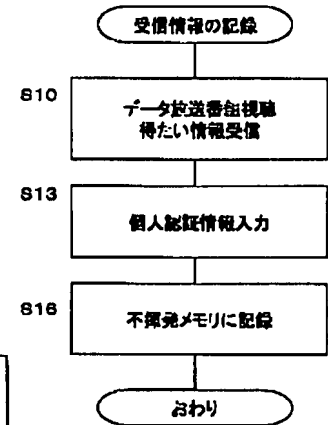 受信情報の記録
S10
データ放送番組視聴
得たい情報受信
S13
個人認証情報入力
S16
不揮発メモリに記録
おわり